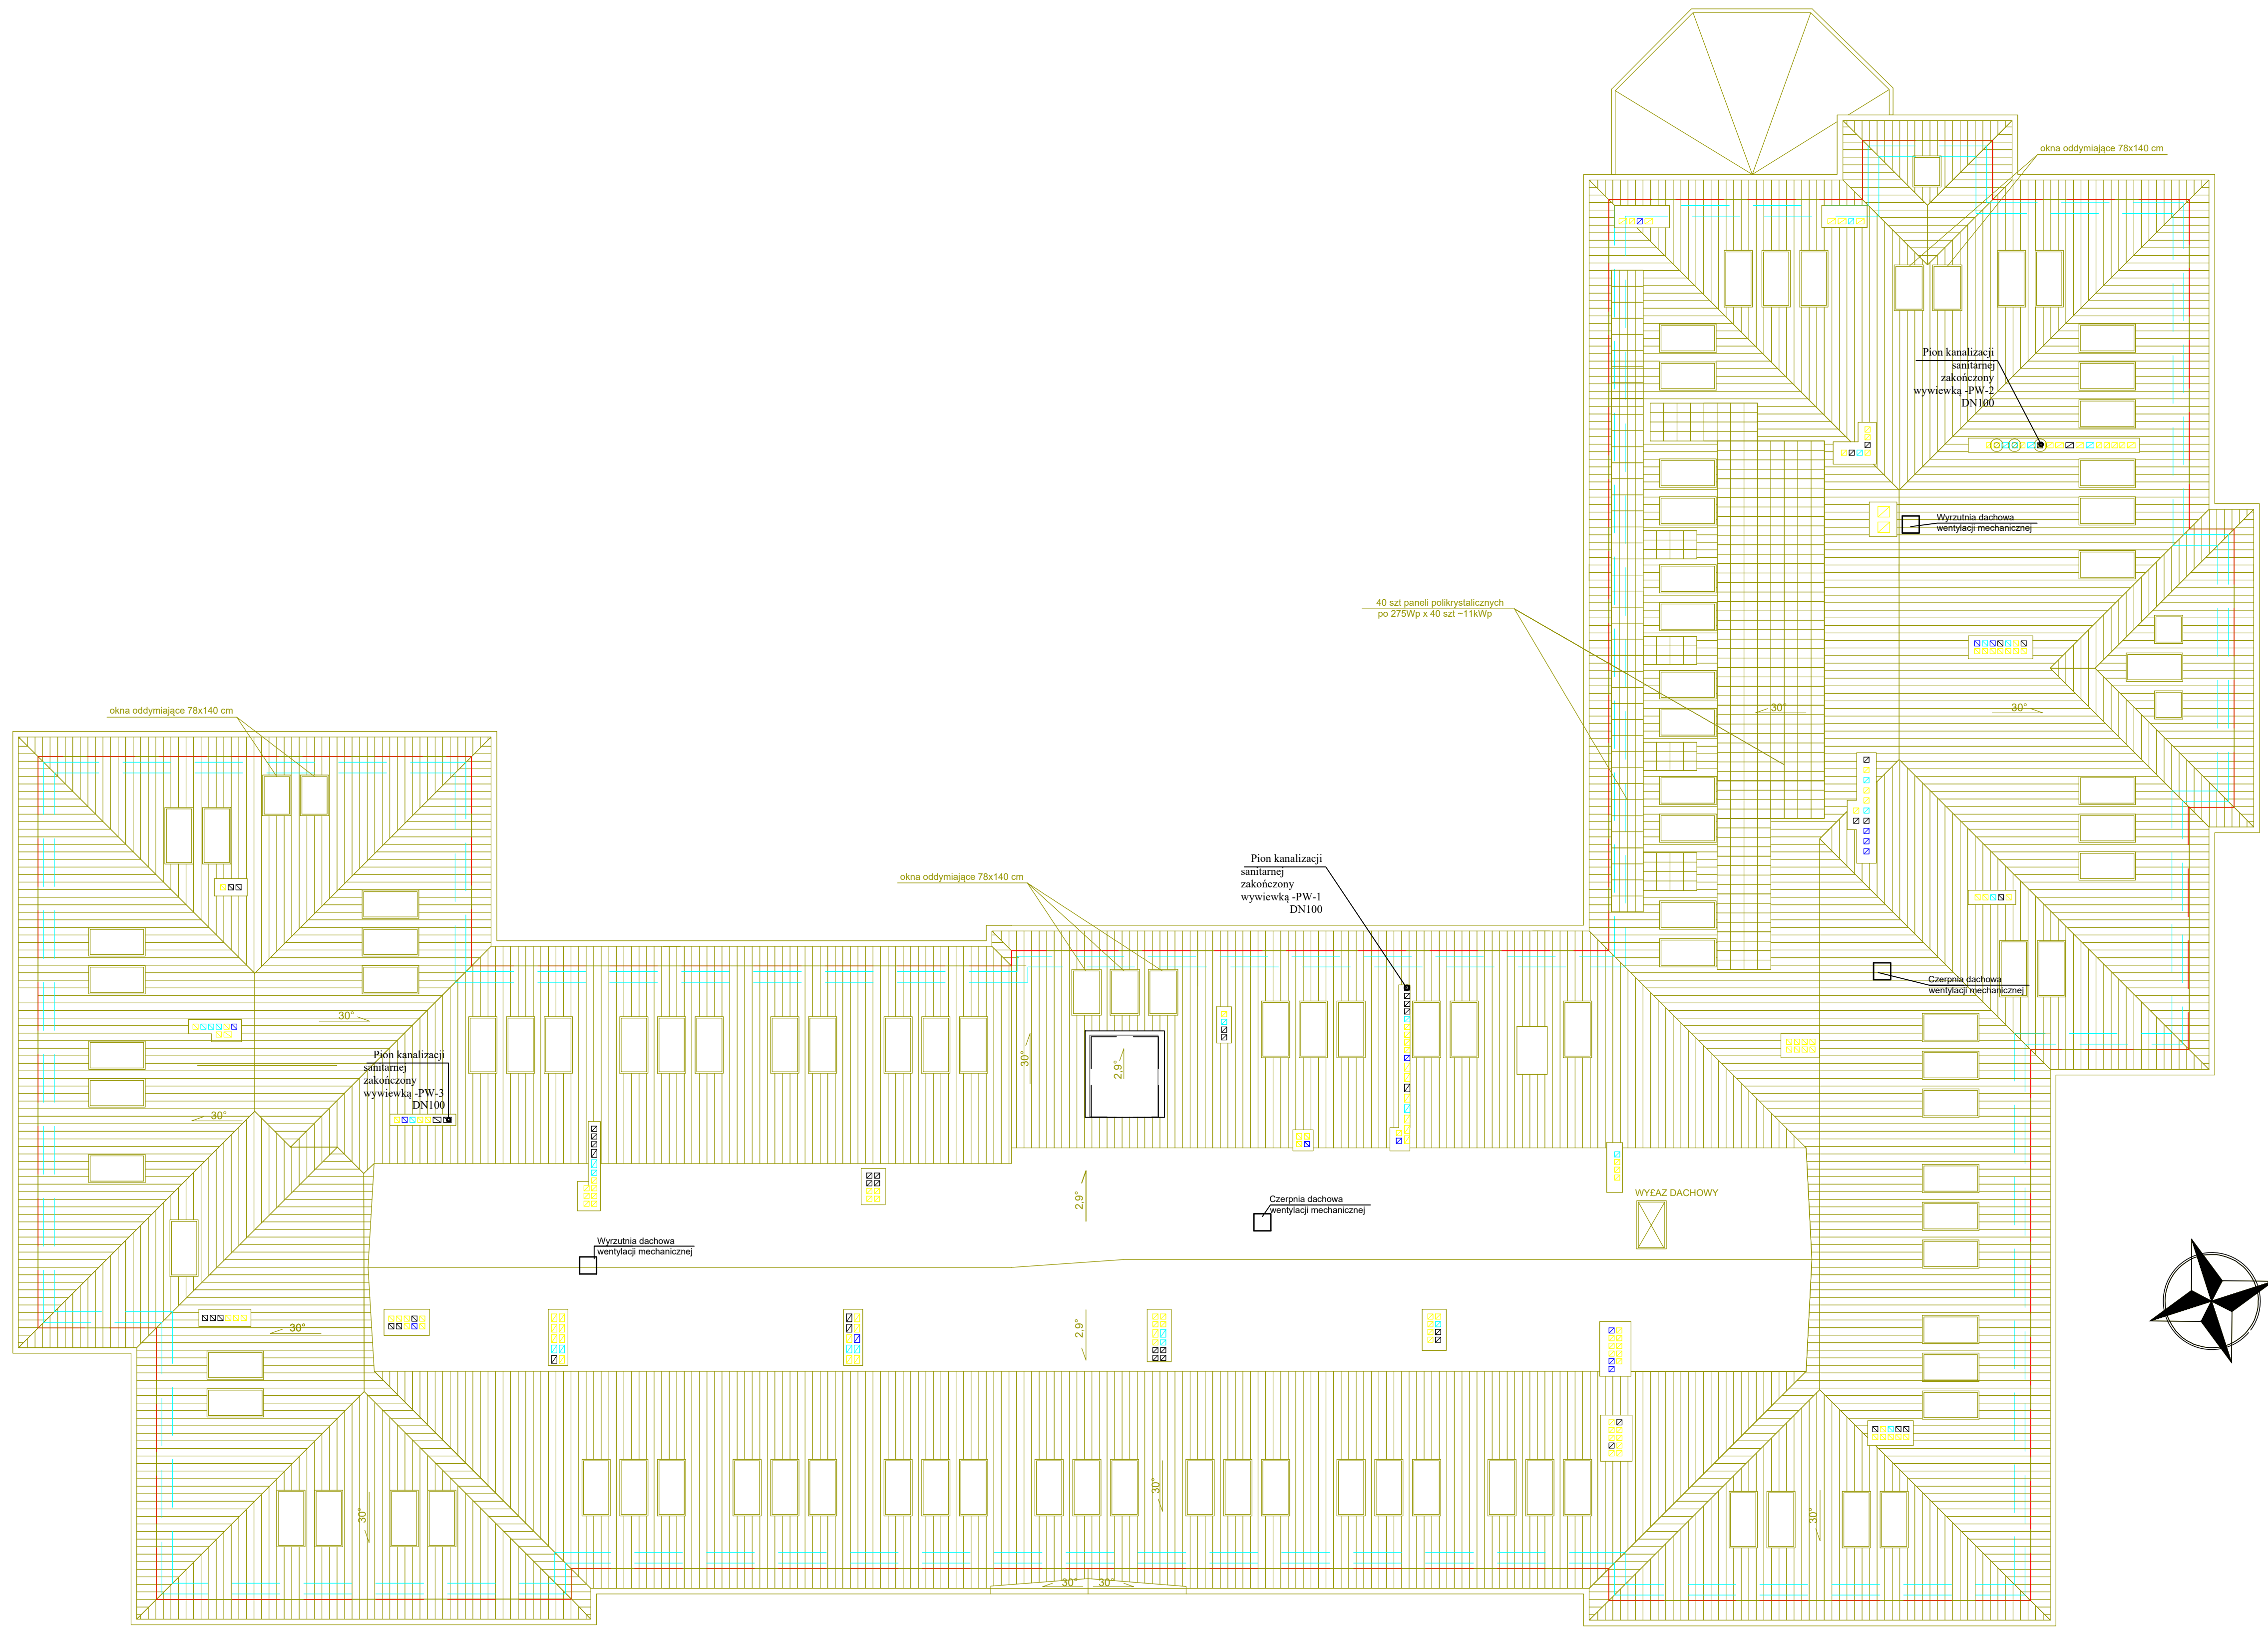 okna oddymiające 78x140 cm
Pion kanalizacji
sanitarnej
zakończony
wywiewką -PW-2
DN100
Wyrzutnia dachowa
wentylacji mechanicznej
40 szt paneli polikrystalicznych
po 275Wp x 40 szt ~11kWp
30°
30°
okna oddymiające 78x140 cm
Pion kanalizacji
sanitarnej
zakończony
wywiewką -PW-1
DN100
okna oddymiające 78x140 cm
Czerpnia dachowa
wentylacji mechanicznej
30°
30°
2,9°
Pion kanalizacji
sanitarnej
zakończony
wywiewką -PW-3
DN100
30°
2,9°
WY£AZ DACHOWY
Czerpnia dachowa
wentylacji mechanicznej
Wyrzutnia dachowa
wentylacji mechanicznej
30°
2,9°
30°
30°
30°
30°
30°